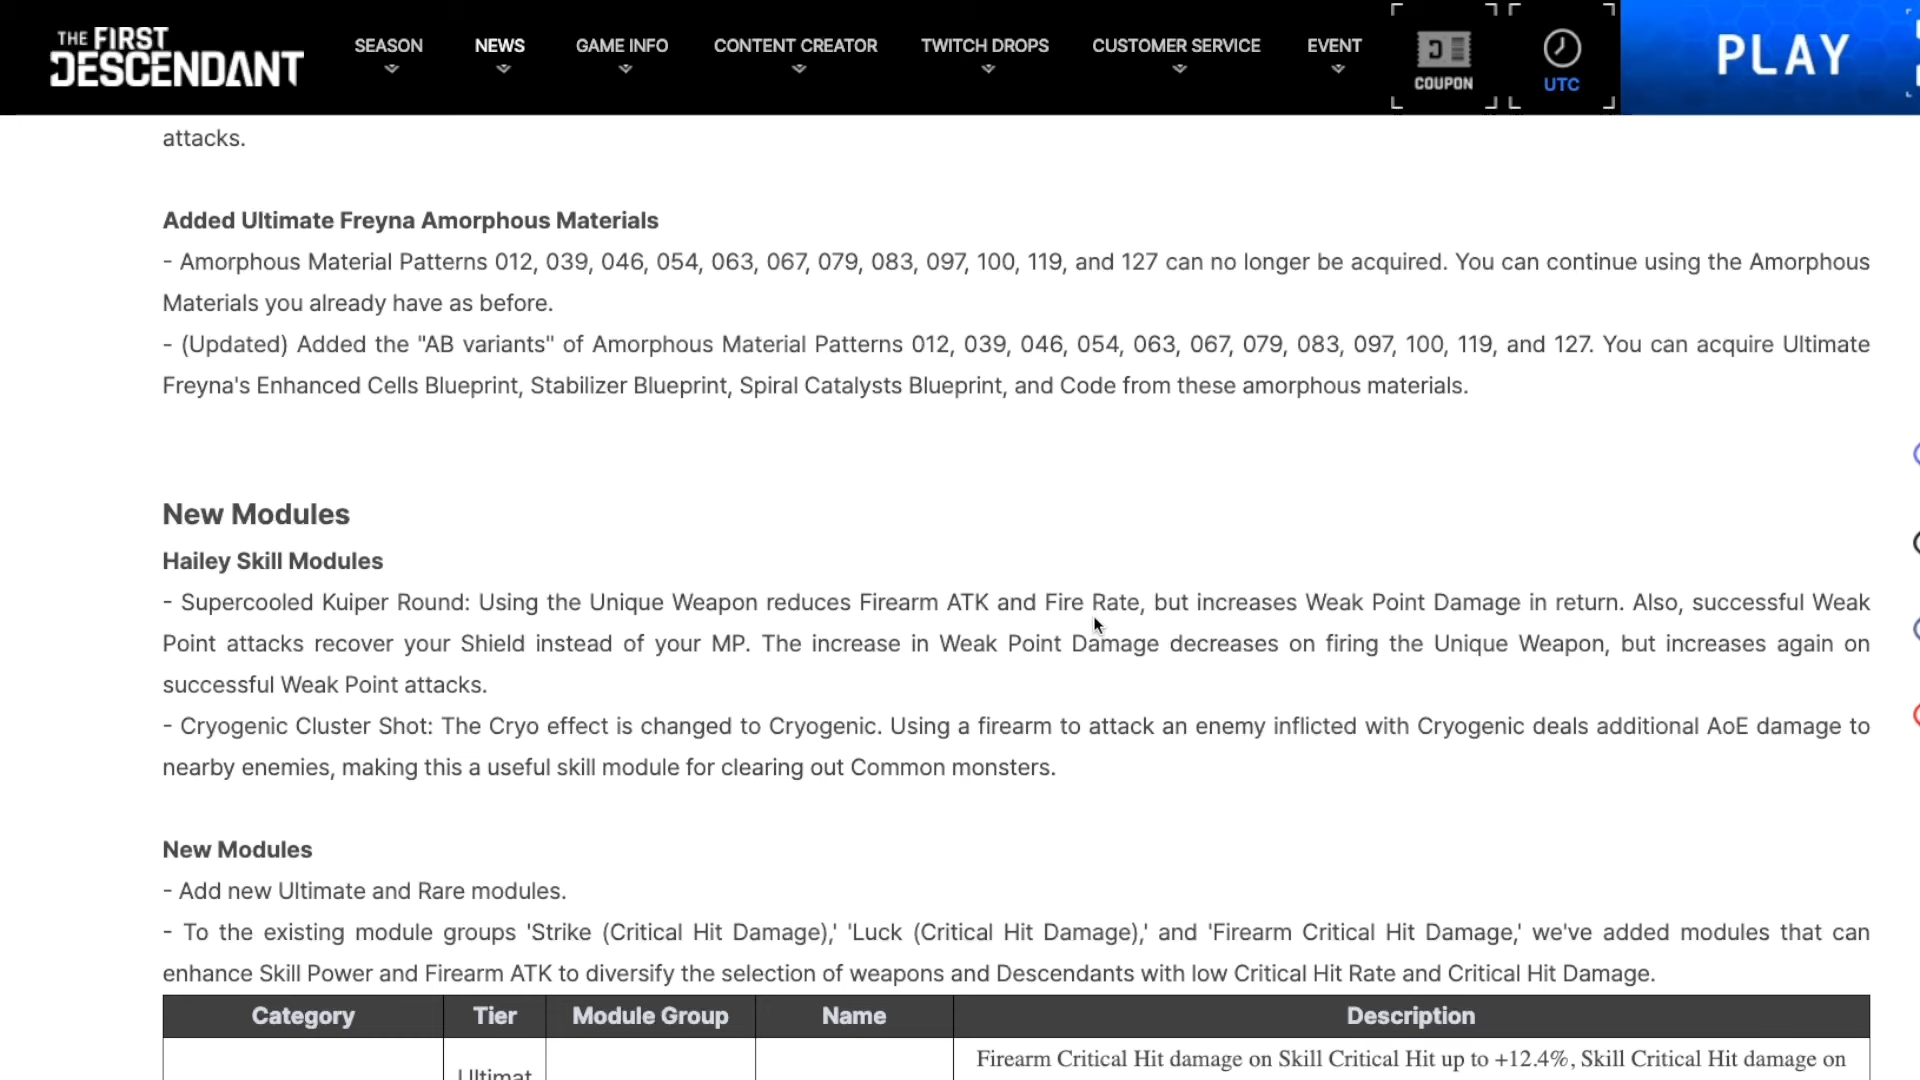 THE FIRST
DESCENDANT
SEASON
NEWS
GAME INFO
CONTENT CREATOR
TWITCH DROPS
CUSTOMER SERVICE
EVENT
COUPON
UTC
PLAY
attacks.
Added Ultimate Freyna Amorphous Materials
- Amorphous Material Patterns 012, 039, 046, 054, 063, 067, 079, 083, 097, 100, 119, and 127 can no longer be acquired. You can continue using the Amorphous
Materials you already have as before.
- (Updated) Added the "AB variants" of Amorphous Material Patterns 012, 039, 046, 054, 063, 067, 079, 083, 097, 100, 119, and 127. You can acquire Ultimate
Freyna's Enhanced Cells Blueprint, Stabilizer Blueprint, Spiral Catalysts Blueprint, and Code from these amorphous materials.
New Modules
Hailey Skill Modules
- Supercooled Kuiper Round: Using the Unique Weapon reduces Firearm ATK and Fire Rate, but increases Weak Point Damage in return. Also, successful Weak
Point attacks recover your Shield instead of your MP. The increase in Weak Point Damage decreases on firing the Unique Weapon, but increases again on
successful Weak Point attacks.
- Cryogenic Cluster Shot: The Cryo effect is changed to Cryogenic. Using a firearm to attack an enemy inflicted with Cryogenic deals additional AoE damage to
nearby enemies, making this a useful skill module for clearing out Common monsters.
New Modules
- Add new Ultimate and Rare modules.
- To the existing module groups 'Strike (Critical Hit Damage),' 'Luck (Critical Hit Damage),' and 'Firearm Critical Hit Damage,' we've added modules that can
enhance Skill Power and Firearm ATK to diversify the selection of weapons and Descendants with low Critical Hit Rate and Critical Hit Damage.
Category Tier Module Group Name Description
Firearm Critical Hit damage on Skill Critical Hit up to +12.4%, Skill Critical Hit damage on
Ultimat